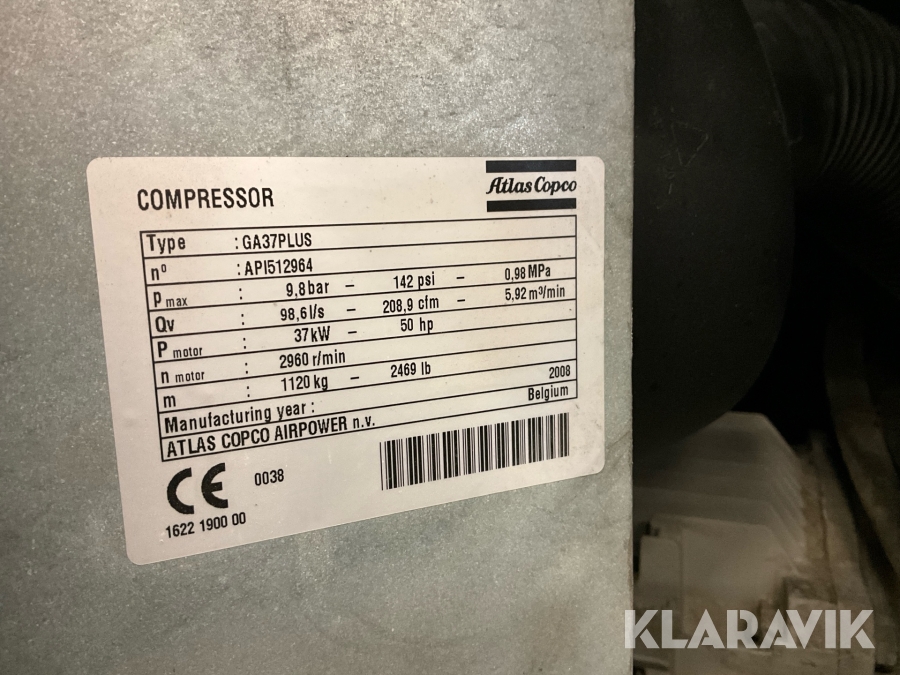 COMPRESSOR
Atlas Copco
Type : GA37PLUS
nº : API512964
P max : 9,8 bar – 142 psi – 0,98 MPa
Qv : 98,6 l/s – 208,9 cfm – 5,92 m³/min
P motor : 37 kW – 50 hp
n motor : 2960 r/min
m : 1120 kg – 2469 lb
Manufacturing year : 2008
ATLAS COPCO AIRPOWER n.v. Belgium
CE 0038
1622 1900 00
KLARAVIK